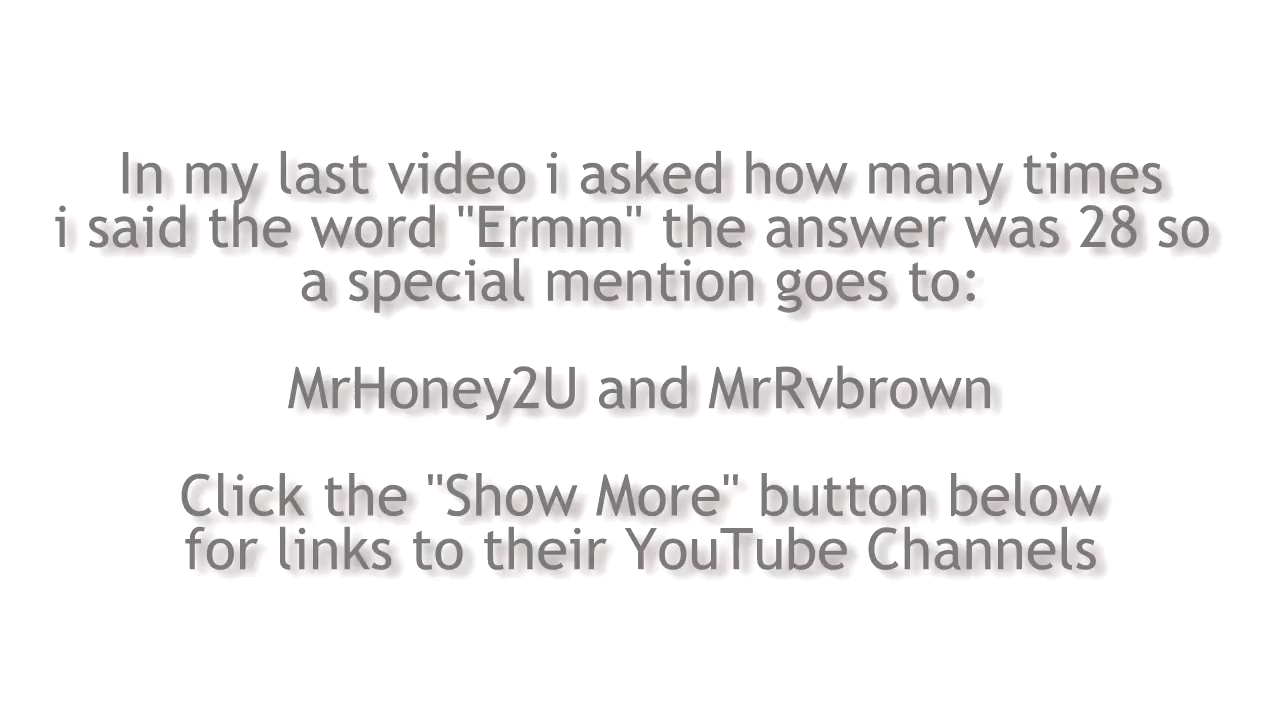 In my last video i asked how many times
i said the word "Ermm" the answer was 28 so
a special mention goes to:
MrHoney2U and MrRvbrown
Click the "Show More" button below
for links to their YouTube Channels